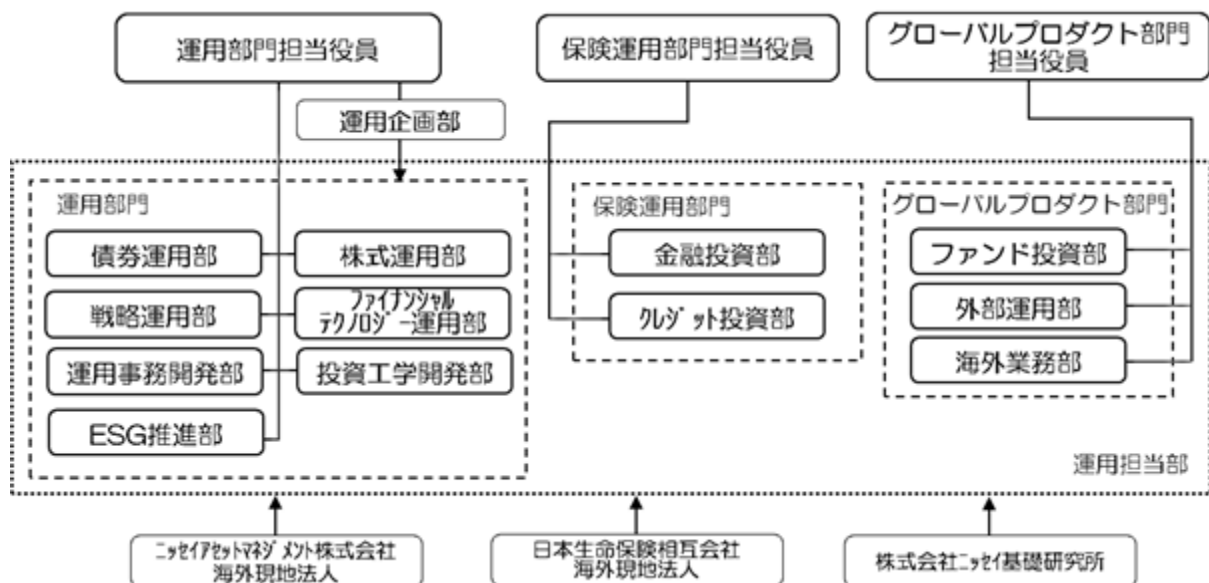 運用部門担当役員
保険運用部門担当役員
グローバルプロダクト部門
担当役員
運用企画部
運用部門
債券運用部
株式運用部
戦略運用部
ファイナンシャル
テクノロジー運用部
運用事務開発部
投資工学開発部
ESG推進部
保険運用部門
金融投資部
クレジット投資部
グローバルプロダクト部門
ファンド投資部
外部運用部
海外業務部
運用担当部
ニッセイアセットマネジメント株式会社
海外現地法人
日本生命保険相互会社
海外現地法人
株式会社ニッセイ基礎研究所